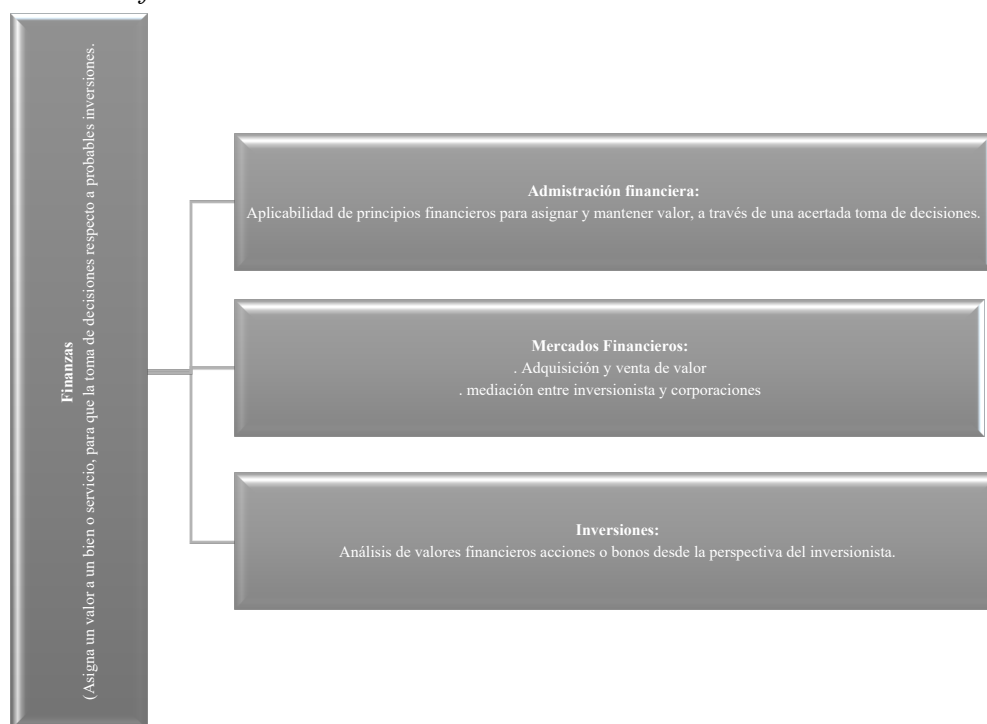 Finanzas
(Asigna un valor a un bien o servicio, para que la toma de decisiones respecto a probables inversiones.
Admistración financiera:
Aplicabilidad de principios financieros para asignar y mantener valor, a través de una acertada toma de decisiones.
Mercados Financieros:
. Adquisición y venta de valor
. mediación entre inversionista y corporaciones
Inversiones:
Análisis de valores financieros acciones o bonos desde la perspectiva del inversionista.